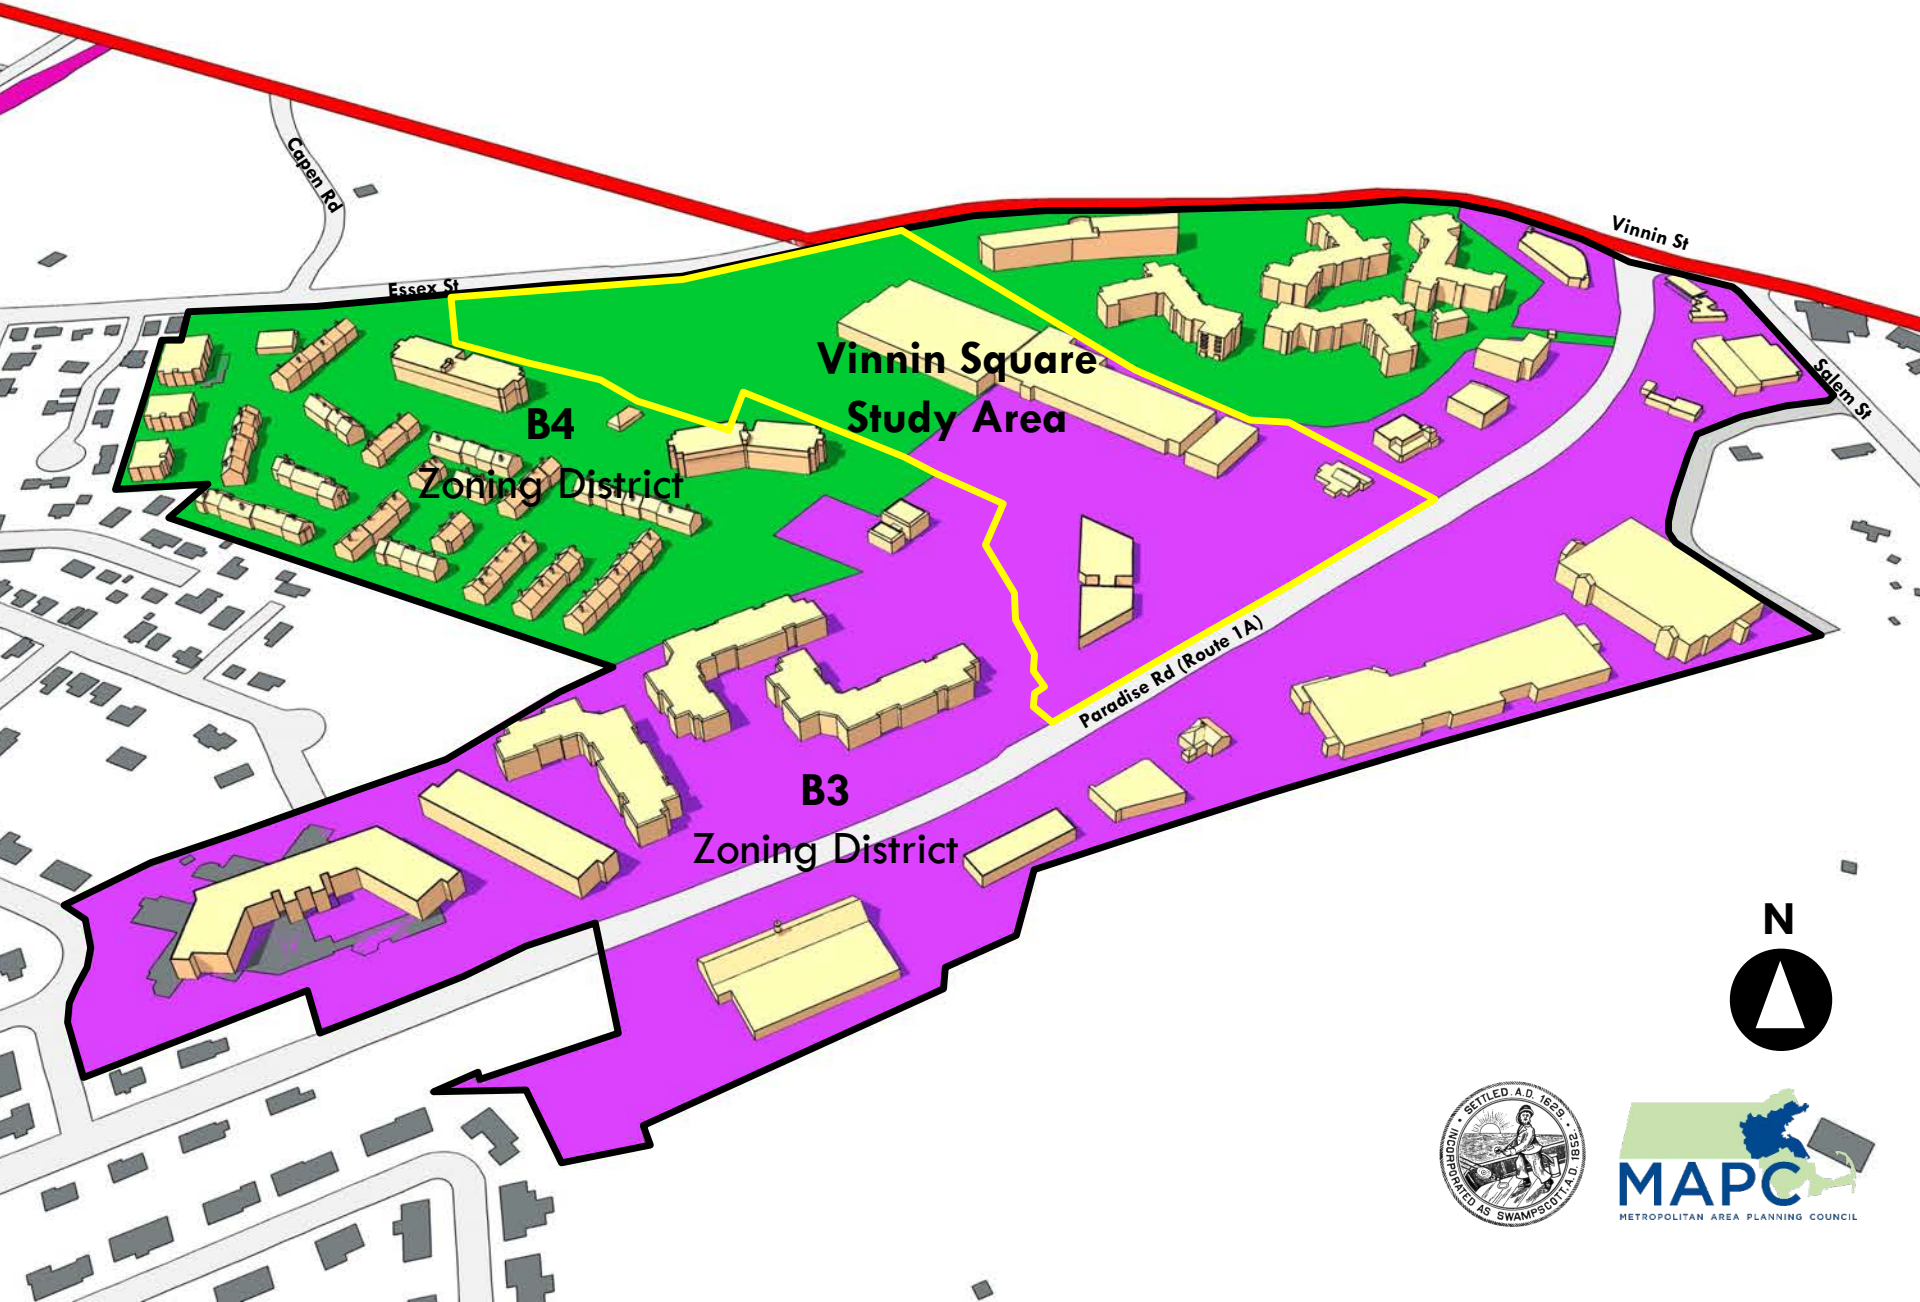 Capen Rd
Essex St
Vinnin St
Salem St
Vinnin Square
Study Area
B4
Zoning District
Paradise Rd (Route 1A)
B3
Zoning District
N
SETTLED A.D. 1629.
INCORPORATED AS SWAMPSCOTT, A.D. 1852.
MAPC
METROPOLITAN AREA PLANNING COUNCIL